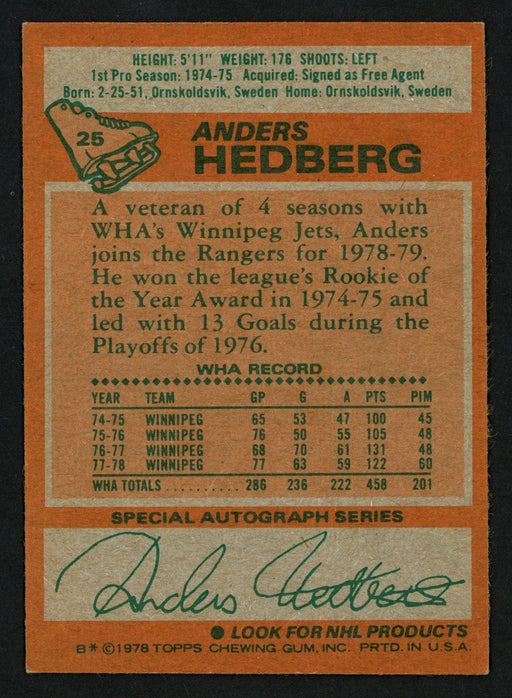 HEIGHT: 5'11" WEIGHT: 176 SHOOTS: LEFT
1st Pro Season: 1974-75 Acquired: Signed as Free Agent
Born: 2-25-51, Ornskoldsvik, Sweden Home: Ornskoldsvik, Sweden
25
ANDERS
HEDBERG
A veteran of 4 seasons with
WHA's Winnipeg Jets, Anders
joins the Rangers for 1978-79.
He won the league's Rookie of
the Year Award in 1974-75 and
led with 13 Goals during the
Playoffs of 1976.
WHA RECORD
YEAR TEAM GP G A PTS PIM
74-75 WINNIPEG 65 53 47 100 45
75-76 WINNIPEG 76 50 55 105 48
76-77 WINNIPEG 68 70 61 131 48
77-78 WINNIPEG 77 63 59 122 60
WHA TOTALS .......... 286 236 222 458 201
SPECIAL AUTOGRAPH SERIES
Anders Hedberg
LOOK FOR NHL PRODUCTS
B* ©1978 TOPPS CHEWING GUM, INC. PRTD. IN U.S.A.